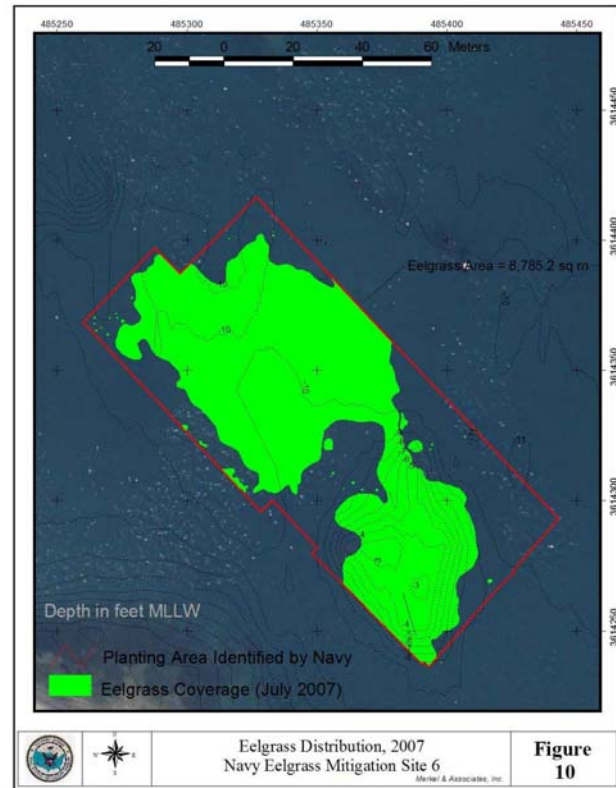 485250 485300 485350 485400 485450
20 0 20 40 60 Meters
3614450
3614400
Eelgrass Area = 8,785.2 sq m
3614350
3614300
3614250
Depth in feet MLLW
Planting Area Identified by Navy
Eelgrass Coverage (July 2007)
Eelgrass Distribution, 2007
Navy Eelgrass Mitigation Site 6
Merkel & Associates, Inc.
Figure
10